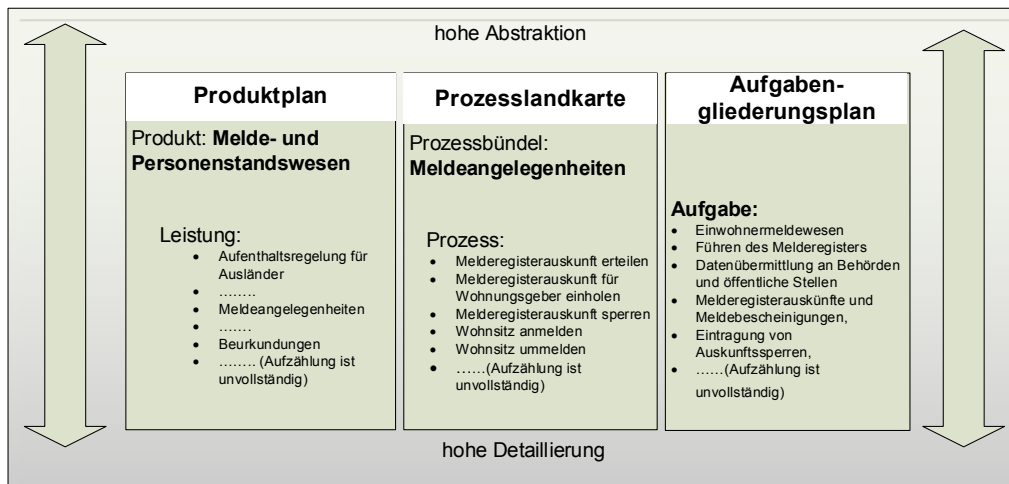 hohe Abstraktion
Produktplan
Produkt: Melde- und
Personenstandswesen
Leistung:
• Aufenthaltsregelung für
Ausländer
• ……..
• Meldeangelegenheiten
• …….
• Beurkundungen
• …….. (Aufzählung ist
unvollständig)
Prozesslandkarte
Prozessbündel:
Meldeangelegenheiten
Prozess:
• Melderegisterauskunft erteilen
• Melderegisterauskunft für
Wohnungsgeber einholen
• Melderegisterauskunft sperren
• Wohnsitz anmelden
• Wohnsitz ummelden
• ……(Aufzählung ist
unvollständig)
Aufgaben-
gliederungsplan
Aufgabe:
• Einwohnermeldewesen
• Führen des Melderegisters
• Datenübermittlung an Behörden
und öffentliche Stellen
• Melderegisterauskünfte und
Meldebescheinigungen,
• Eintragung von
Auskunftssperren,
• ……(Aufzählung ist
unvollständig)
hohe Detaillierung